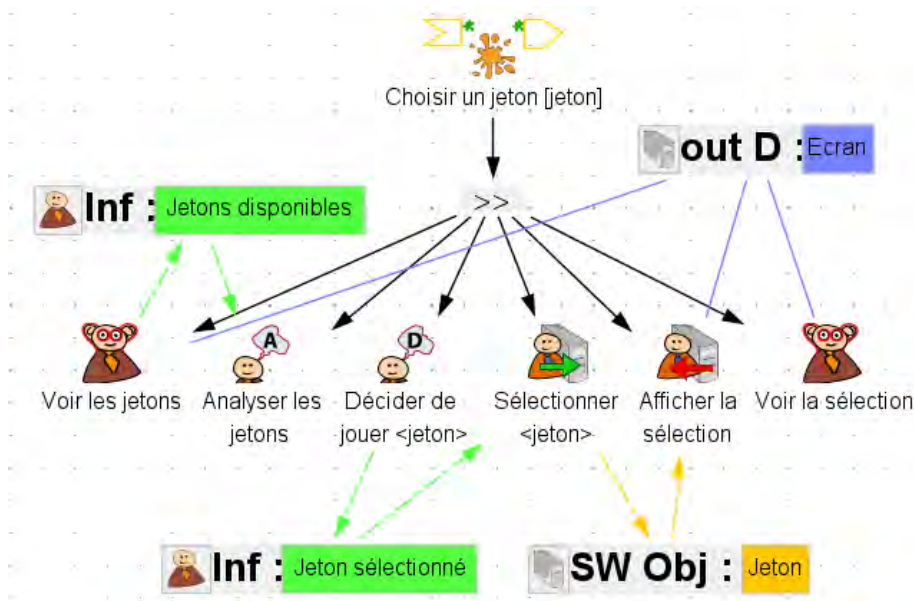 Choisir un jeton [jeton]
out D : Ecran
>>
Inf : Jetons disponibles
A
D
Voir les jetons
Analyser les
jetons
Décider de
jouer <jeton>
Sélectionner
<jeton>
Afficher la
sélection
Voir la sélection
Inf : Jeton sélectionné
SW Obj : Jeton